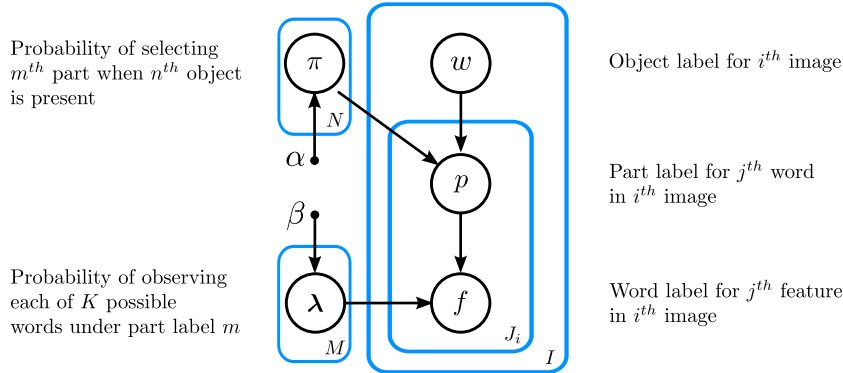 Probability of selecting
m^{th} part when n^{th} object
is present
π
N
α
β
λ
M
w
p
f
J_i
I
Object label for i^{th} image
Part label for j^{th} word
in i^{th} image
Probability of observing
each of K possible
words under part label m
Word label for j^{th} feature
in i^{th} image